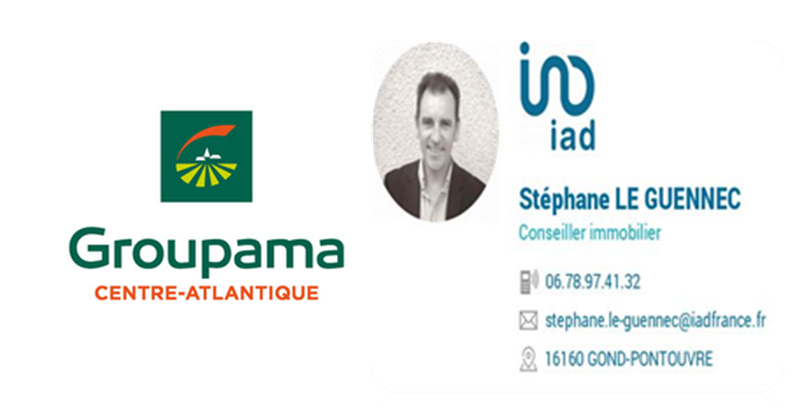 Groupama
CENTRE-ATLANTIQUE
iad
Stéphane LE GUENNEC
Conseiller immobilier
06.78.97.41.32
stephane.le-guennec@iadfrance.fr
16160 GOND-PONTOUVRE